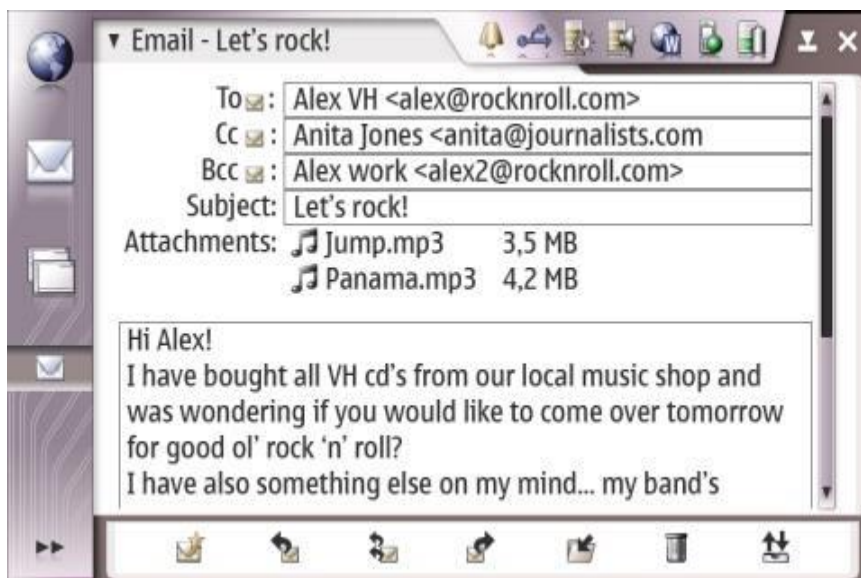 Email - Let's rock!
To : Alex VH <alex@rocknroll.com>
Cc : Anita Jones <anita@journalists.com
Bcc : Alex work <alex2@rocknroll.com>
Subject: Let's rock!
Attachments: Jump.mp3 3,5 MB
Panama.mp3 4,2 MB
Hi Alex!
I have bought all VH cd's from our local music shop and
was wondering if you would like to come over tomorrow
for good ol' rock 'n' roll?
I have also something else on my mind... my band's